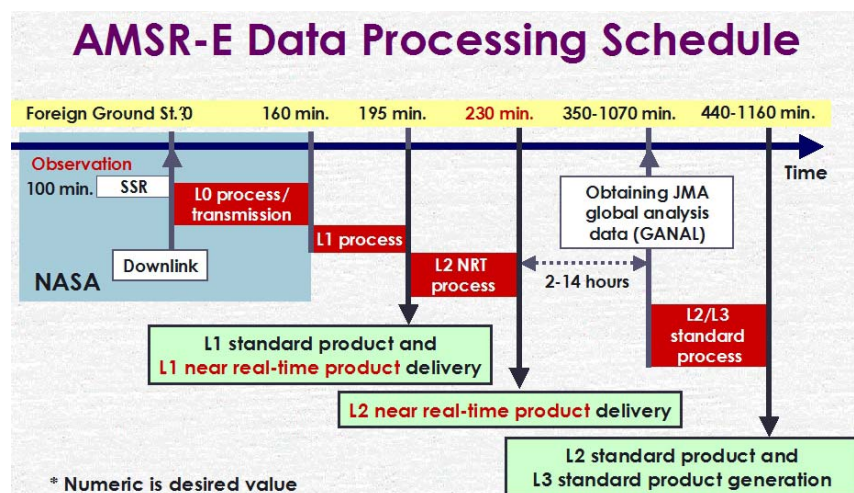 AMSR-E Data Processing Schedule
Foreign Ground St.?0 160 min. 195 min. 230 min. 350-1070 min. 440-1160 min.
Time
Observation
100 min. SSR
L0 process/
transmission
Downlink
NASA
L1 process
L2 NRT
process
Obtaining JMA
global analysis
data (GANAL)
2-14 hours
L2/L3
standard
process
L1 standard product and
L1 near real-time product delivery
L2 near real-time product delivery
L2 standard product and
L3 standard product generation
* Numeric is desired value